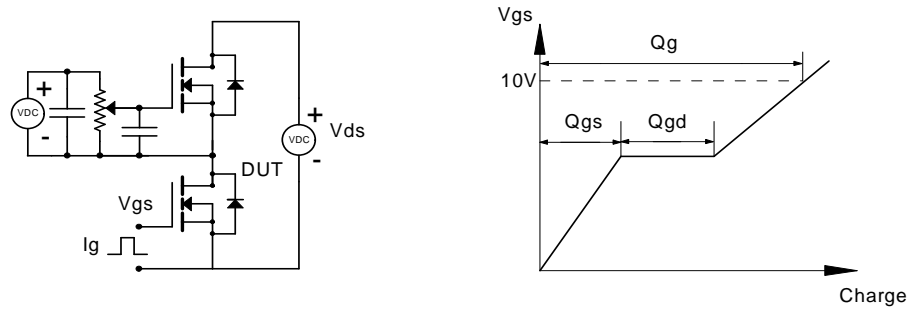 +
VDC
-
+
VDC
-
Vds
DUT
Vgs
Ig
Vgs
Qg
10V
Qgs
Qgd
Charge